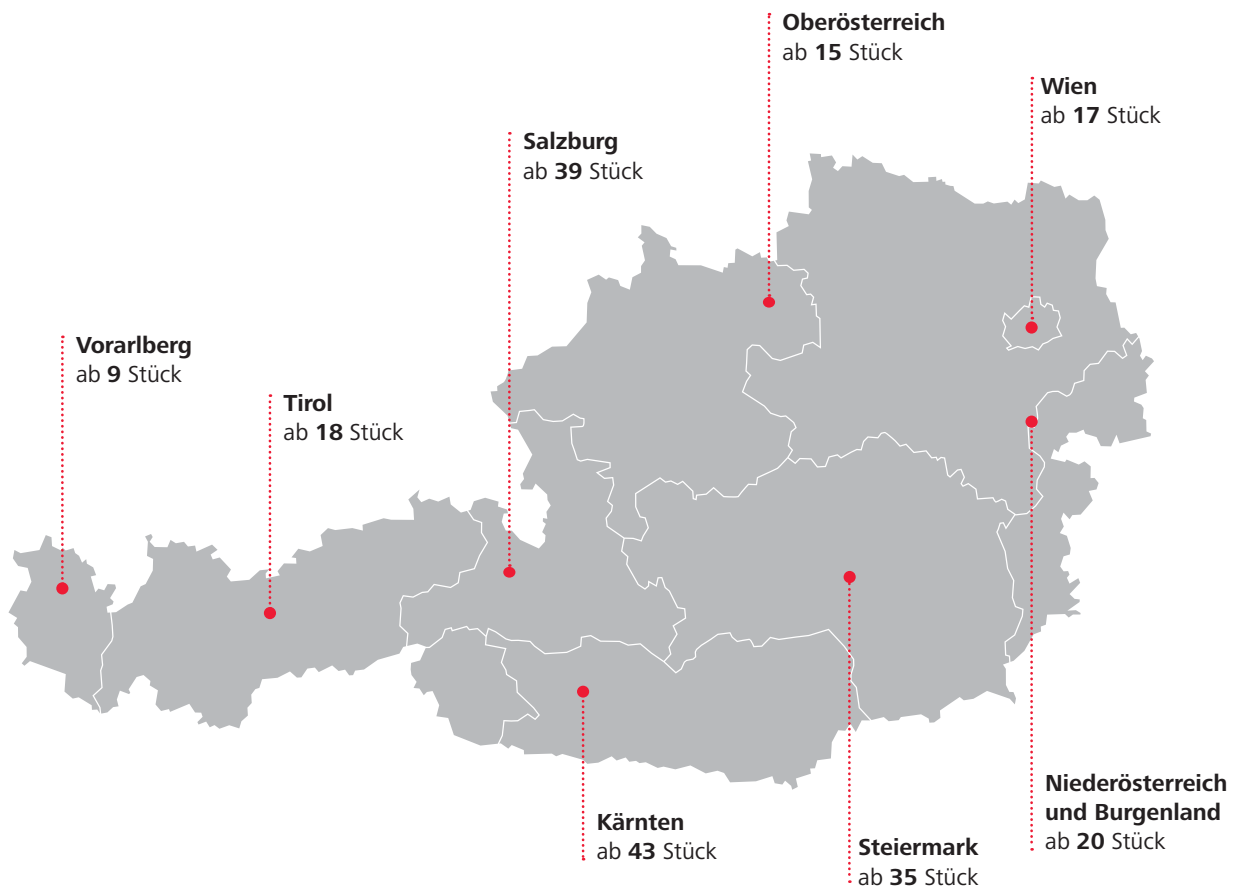 Oberösterreich
ab 15 Stück
Wien
ab 17 Stück
Salzburg
ab 39 Stück
Vorarlberg
ab 9 Stück
Tirol
ab 18 Stück
Niederösterreich
und Burgenland
ab 20 Stück
Kärnten
ab 43 Stück
Steiermark
ab 35 Stück